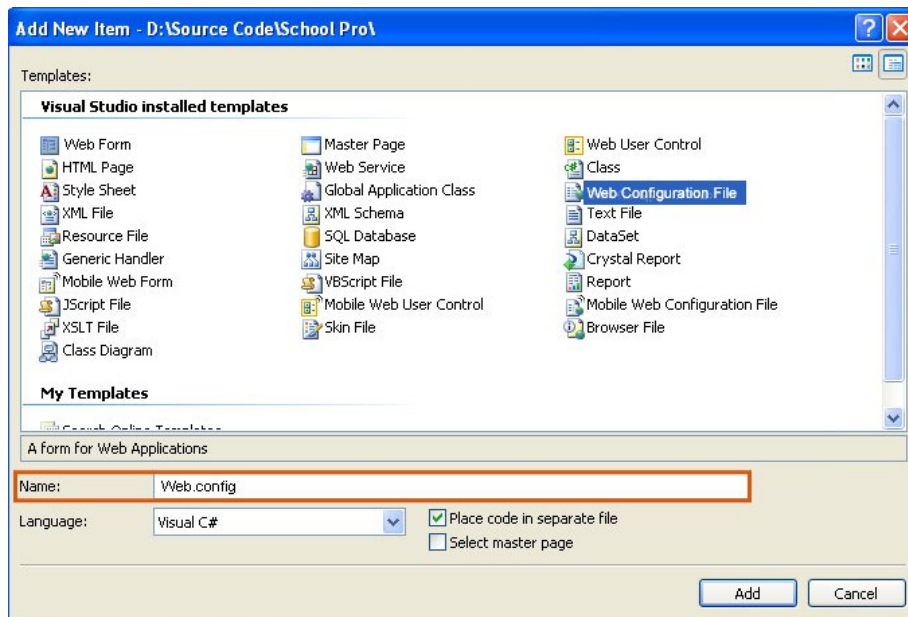 Add New Item - D:\Source Code\School Pro\
Templates:
Visual Studio installed templates
Web Form
Master Page
Web User Control
HTML Page
Web Service
Class
Style Sheet
Global Application Class
Web Configuration File
XML File
XML Schema
Text File
Resource File
SQL Database
DataSet
Generic Handler
Site Map
Crystal Report
Mobile Web Form
VBScript File
Report
JScript File
Mobile Web User Control
Mobile Web Configuration File
XSLT File
Skin File
Browser File
Class Diagram
My Templates
Search Online Templates
A form for Web Applications
Name: Web.config
Language: Visual C#
Place code in separate file
Select master page
Add Cancel